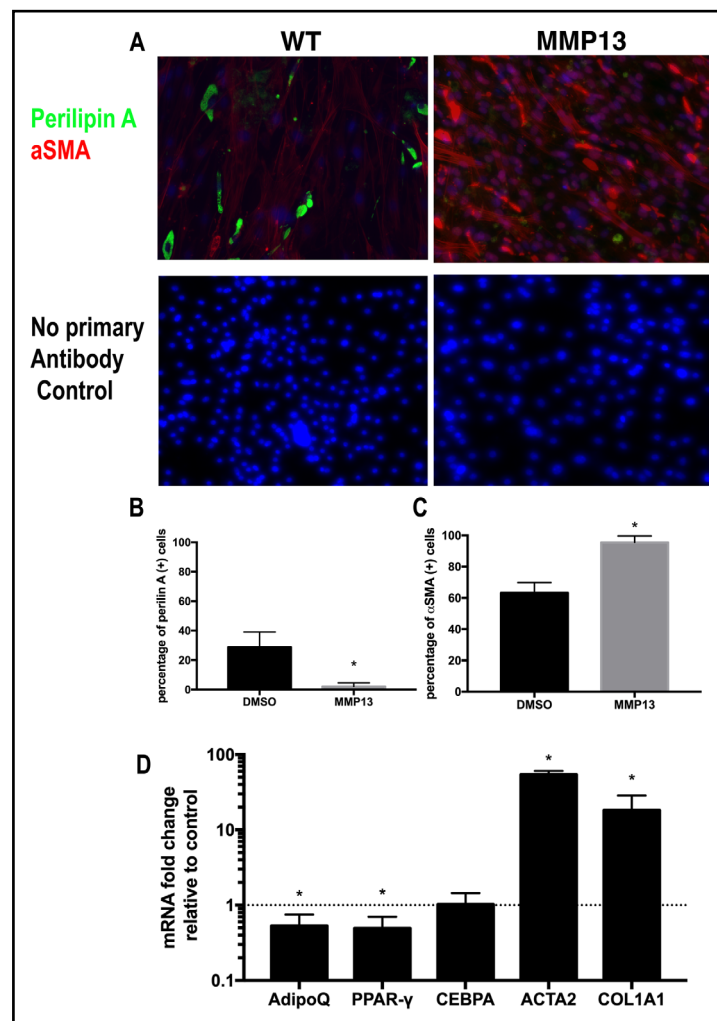 A
WT
MMP13
Perilipin A
aSMA
No primary
Antibody
Control
B
percentage of perilin A (+) cells
100
80
60
40
20
0
DMSO
MMP13
*
C
percentage of αSMA (+) cells
100
80
60
40
20
0
DMSO
MMP13
*
D
mRNA fold change
relative to control
100
10
1
0.1
*
*
*
*
AdipoQ
PPAR-γ
CEBPA
ACTA2
COL1A1